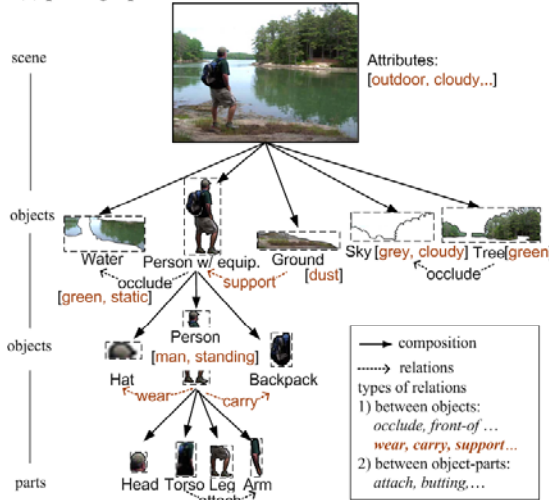 scene
Attributes:
[outdoor, cloudy...]
objects
Water
Person w/ equip.
Ground
Sky [grey, cloudy]
Tree[green
occlude
support
[dust]
occlude
[green, static]
objects
Person
[man, standing]
Hat
Backpack
wear
carry
parts
Head
Torso
Leg
Arm
attach
composition
relations
types of relations
1) between objects:
occlude, front-of ...
wear, carry, support...
2) between object-parts:
attach, butting,...